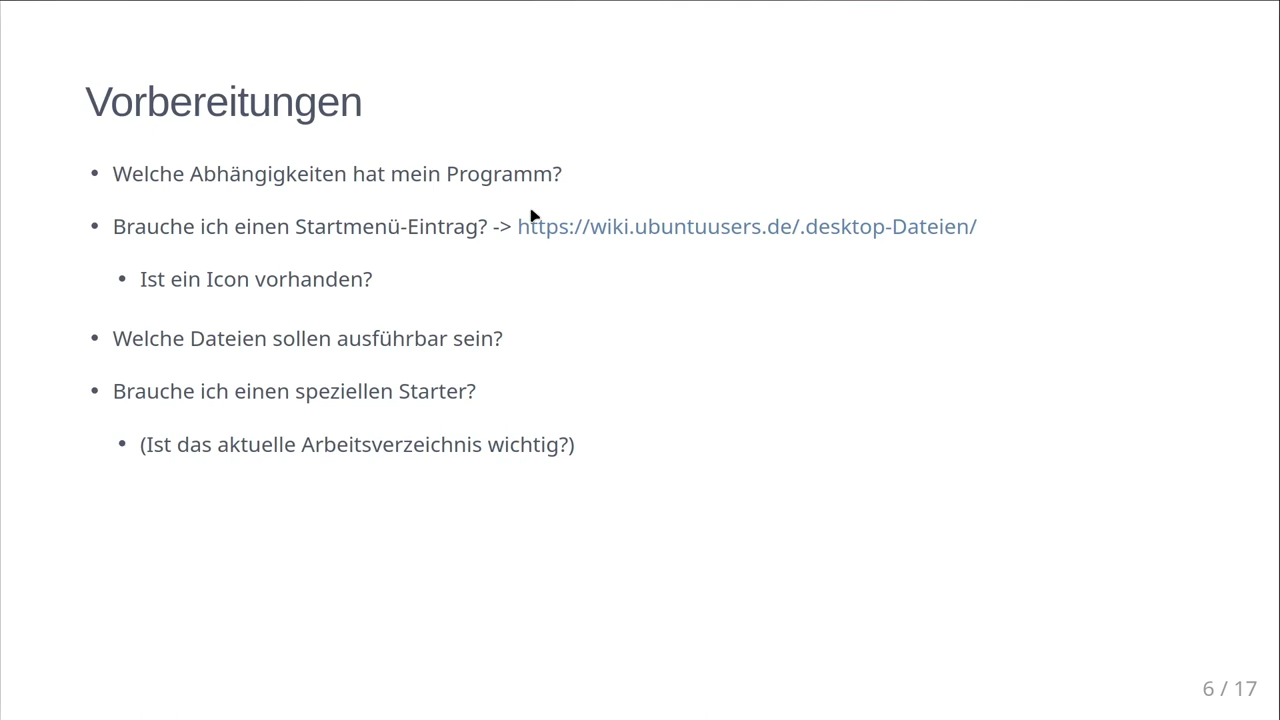 Vorbereitungen
• Welche Abhängigkeiten hat mein Programm?
• Brauche ich einen Startmenü-Eintrag? -> https://wiki.ubuntuusers.de/.desktop-Dateien/
• Ist ein Icon vorhanden?
• Welche Dateien sollen ausführbar sein?
• Brauche ich einen speziellen Starter?
• (Ist das aktuelle Arbeitsverzeichnis wichtig?)
6 / 17